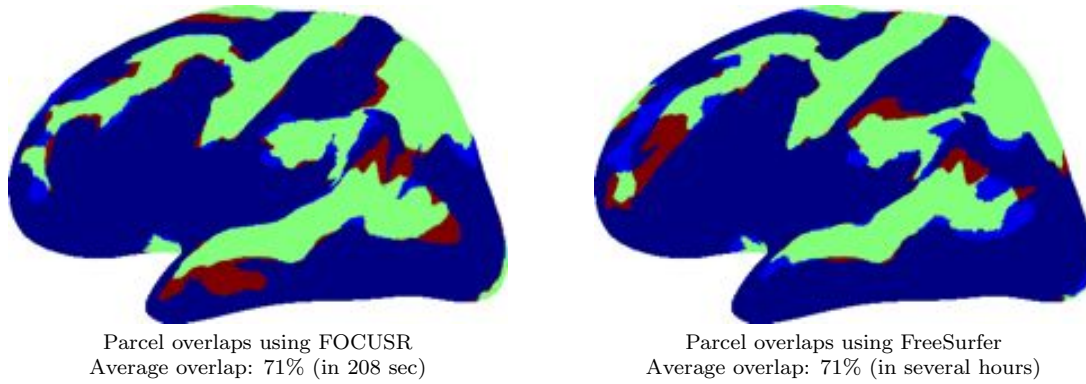 Parcel overlaps using FOCUSR
Average overlap: 71% (in 208 sec)
Parcel overlaps using FreeSurfer
Average overlap: 71% (in several hours)